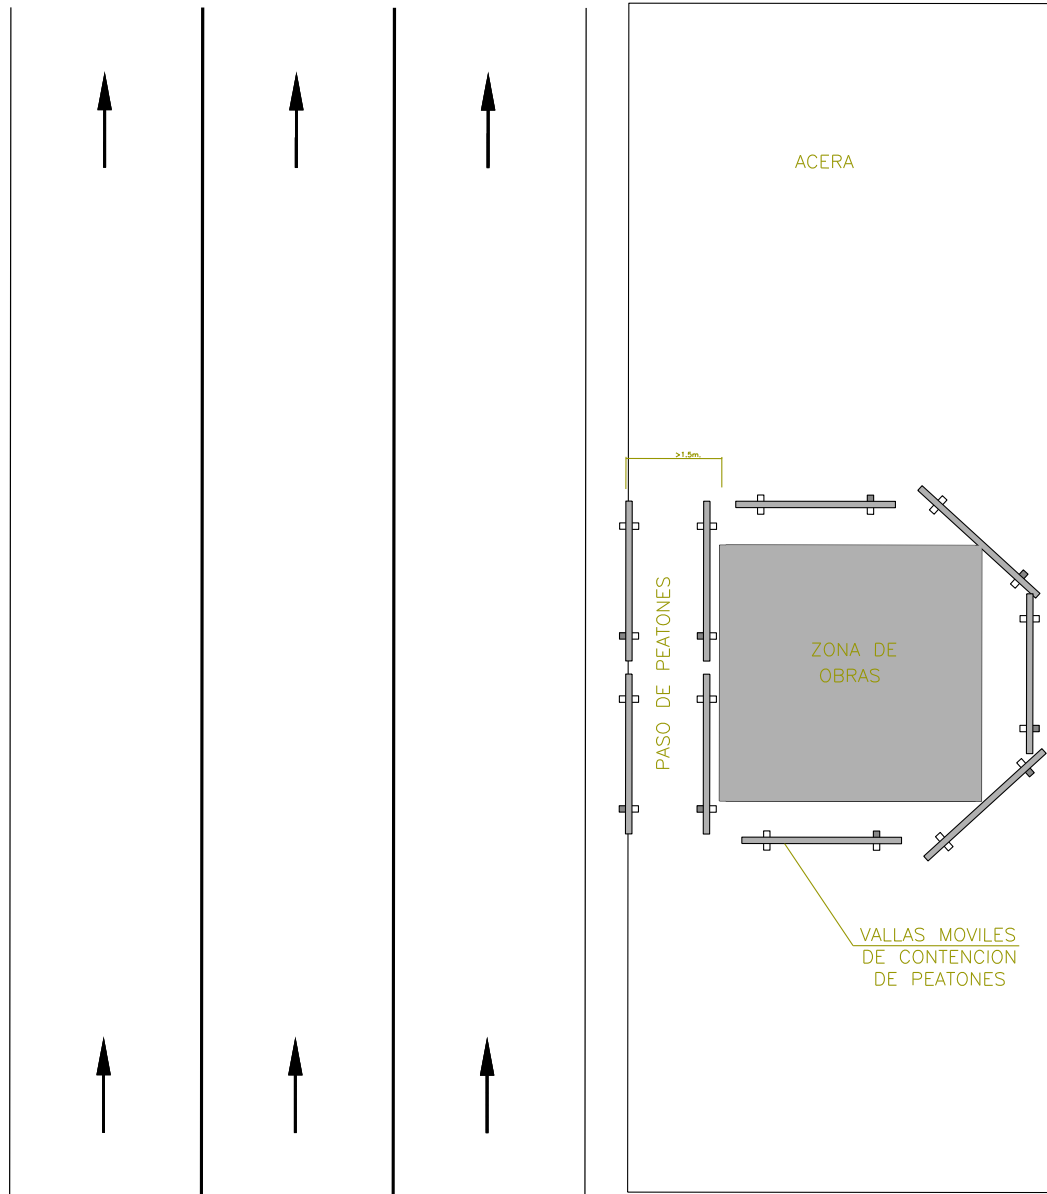 ACERA
>1.5m.
PASO DE PEATONES
ZONA DE
OBRAS
VALLAS MOVILES
DE CONTENCION
DE PEATONES